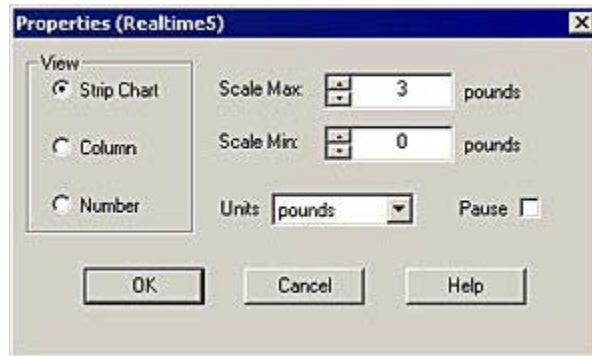 Properties (Realtime5)
View
Strip Chart
Column
Number
Scale Max: 3 pounds
Scale Min: 0 pounds
Units pounds Pause
OK Cancel Help